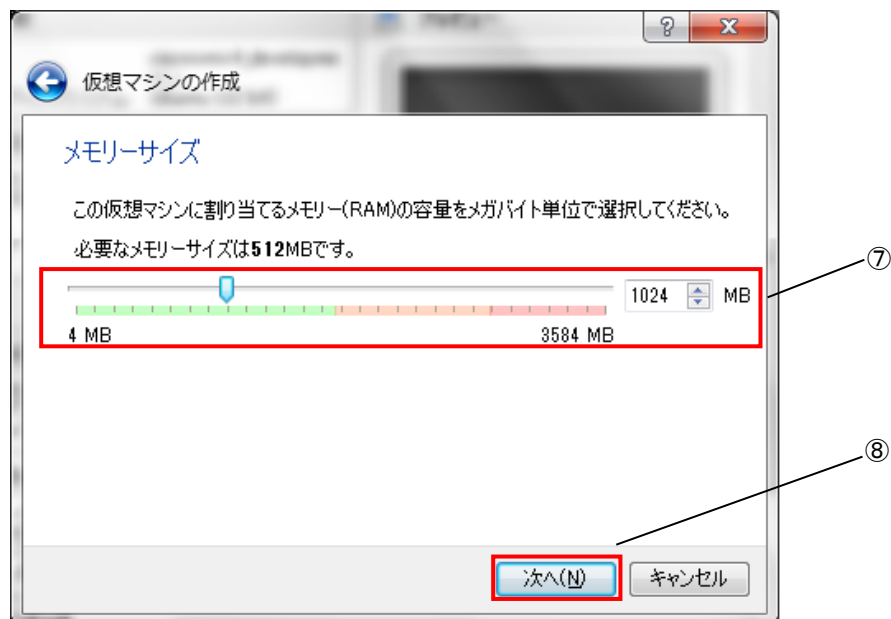 ?
x
仮想マシンの作成
メモリーサイズ
この仮想マシンに割り当てるメモリー(RAM)の容量をメガバイト単位で選択してください。
必要なメモリーサイズは512MBです。
⑦
1024 MB
4 MB 3584 MB
⑧
次へ(N) キャンセル